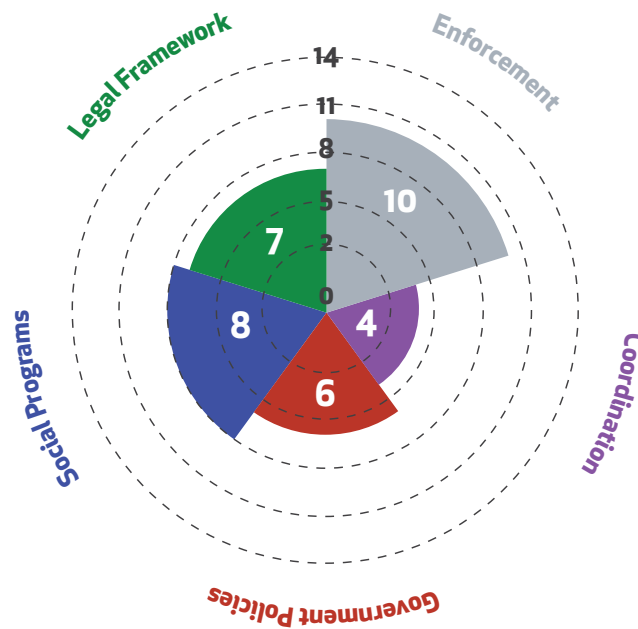 Legal Framework
Enforcement
14
11
8
5
2
0
10
7
4
8
6
Coordination
Social Programs
Government Policies